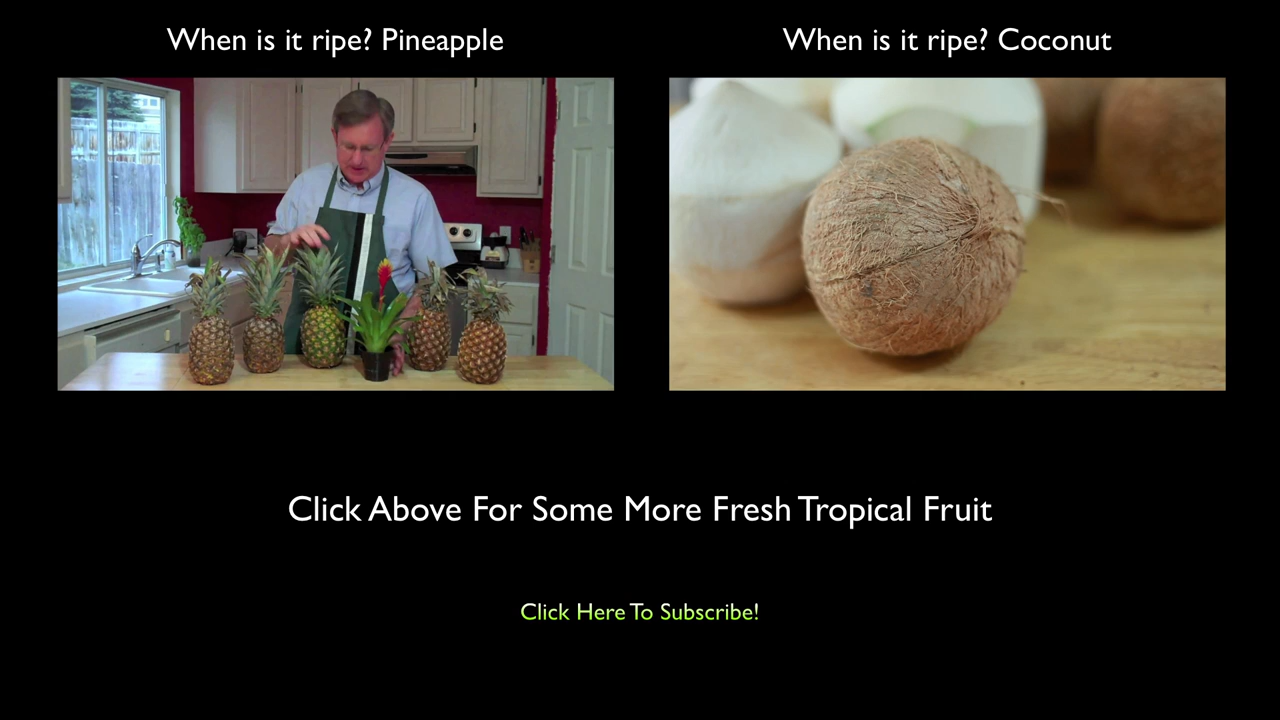 When is it ripe? Pineapple
When is it ripe? Coconut
Click Above For Some More Fresh Tropical Fruit
Click Here To Subscribe!